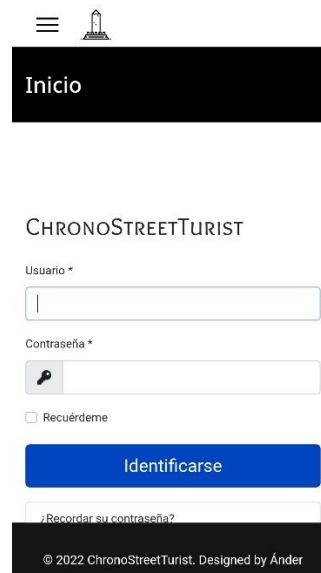 Inicio
CHRONOSTREETTURIST
Usuario *
Contraseña *
Recuérdeme
Identificarse
¿Recordar su contraseña?
© 2022 ChronoStreetTurist. Designed by Ánder